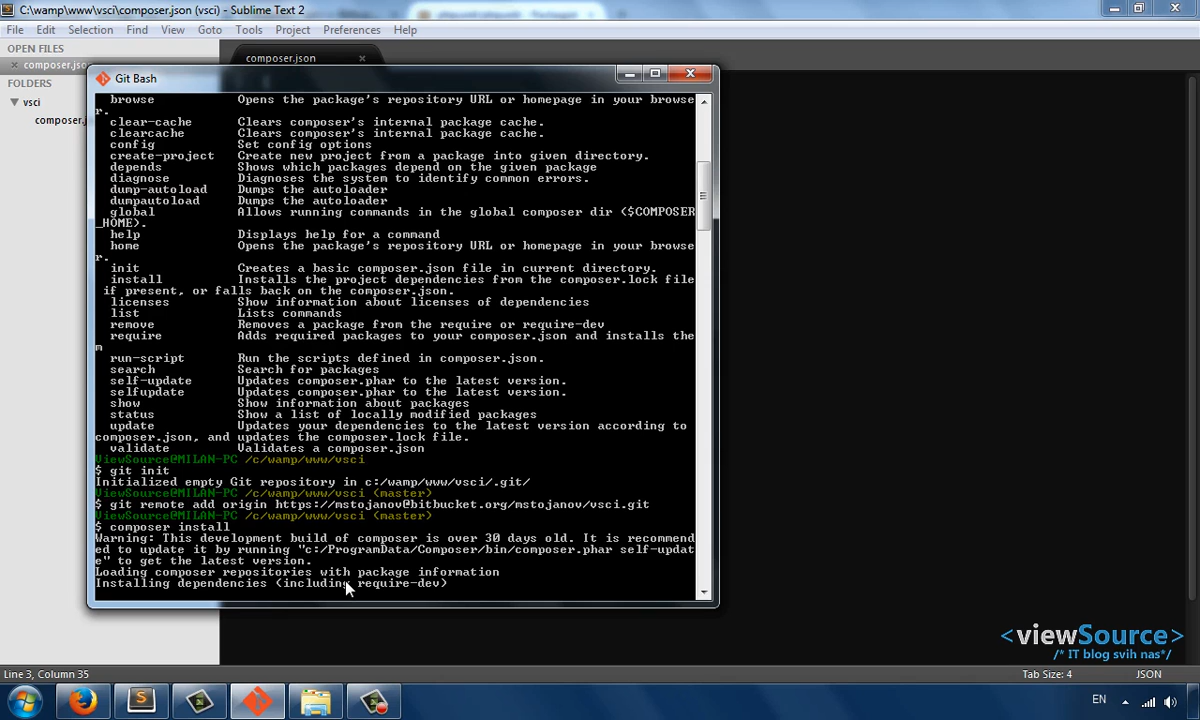 C:\wamp\www\vsci\composer.json (vsci) - Sublime Text 2
File Edit Selection Find View Goto Tools Project Preferences Help
OPEN FILES
composer.jso
FOLDERS
vsci
composer.j
composer.json
Git Bash
browse Opens the package's repository URL or homepage in your browse
r.
clear-cache Clears composer's internal package cache.
clearcache Clears composer's internal package cache.
config Set config options
create-project Create new project from a package into given directory.
depends Shows which packages depend on the given package
diagnose Diagnoses the system to identify common errors.
dump-autoload Dumps the autoloader
dumpautoload Dumps the autoloader
global Allows running commands in the global composer dir ($COMPOSER
_HOME).
help Displays help for a command
home Opens the package's repository URL or homepage in your browse
r.
init Creates a basic composer.json file in current directory.
install Installs the project dependencies from the composer.lock file
if present, or falls back on the composer.json.
licenses Show information about licenses of dependencies
list Lists commands
remove Removes a package from the require or require-dev
require Adds required packages to your composer.json and installs the
m
run-script Run the scripts defined in composer.json.
search Search for packages
self-update Updates composer.phar to the latest version.
selfupdate Updates composer.phar to the latest version.
show Show information about packages
status Show a list of locally modified packages
update Updates your dependencies to the latest version according to
composer.json, and updates the composer.lock file.
validate Validates a composer.json
ViewSource@MILAN-PC /c/wamp/www/vsci
$ git init
Initialized empty Git repository in c:/wamp/www/vsci/.git/
ViewSource@MILAN-PC /c/wamp/www/vsci (master)
$ git remote add origin https://mstojanov@bitbucket.org/mstojanov/vsci.git
ViewSource@MILAN-PC /c/wamp/www/vsci (master)
$ composer install
Warning: This development build of composer is over 30 days old. It is recommend
ed to update it by running "c:/ProgramData/Composer/bin/composer.phar self-updat
e" to get the latest version.
Loading composer repositories with package information
Installing dependencies (including require-dev)
<viewSource>
/* IT blog svih nas*/
Line 3, Column 35 Tab Size: 4 JSON
EN